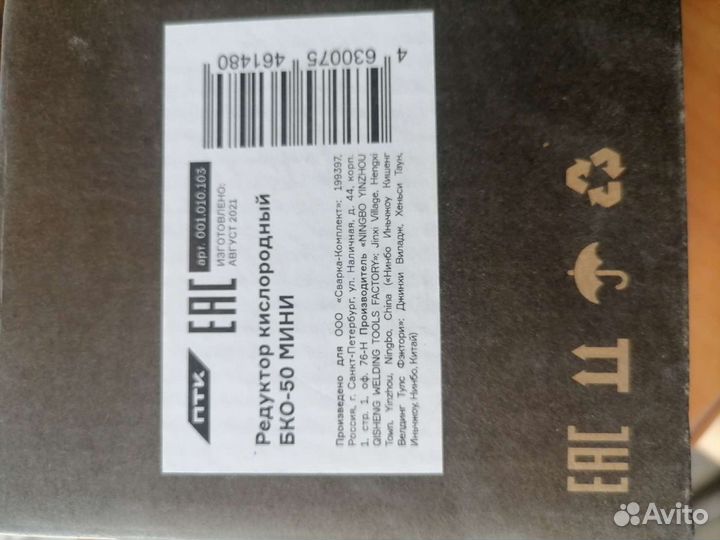 ПТК
EAC
арт. 001.010.103
ИЗГОТОВЛЕНО:
АВГУСТ 2021
Редуктор кислородный
БКО-50 МИНИ
4 630075 461480
Произведено для ООО «Сварка-Комплект»; 199397,
Россия, г. Санкт-Петербург, ул. Наличная, д. 44, корп.
1, стр. 1, оф. 76-Н Производитель «NINGBO YINZHOU
QISHENG WELDING TOOLS FACTORY»; Jinxi Village, Hengxi
Town, Yinzhou, Ningbo, China («Нинбо Иньчжоу Кишенг
Велдинг Тулс Фэктори»; Джинхи Виладж, Хеньси Таун,
Иньчжоу, Нинбо, Китай)
EAC
Avito